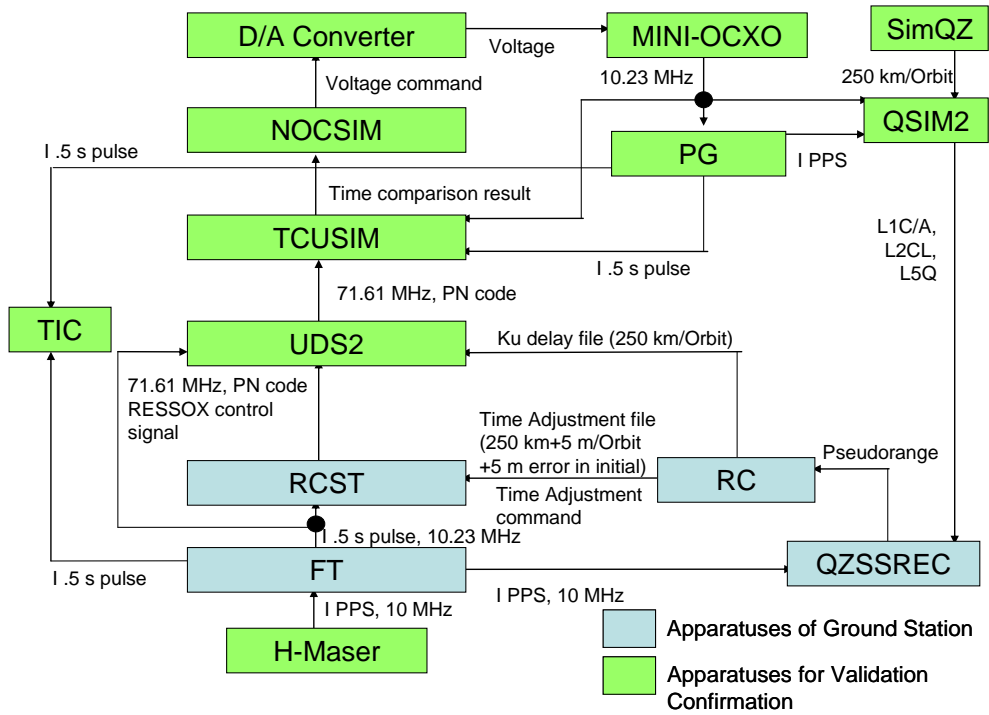 D/A Converter
Voltage
MINI-OCXO
SimQZ
Voltage command
10.23 MHz
250 km/Orbit
NOCSIM
QSIM2
I .5 s pulse
PG
I PPS
Time comparison result
TCUSIM
L1C/A,
L2CL,
L5Q
I .5 s pulse
71.61 MHz, PN code
TIC
UDS2
Ku delay file (250 km/Orbit)
71.61 MHz, PN code
RESSOX control
signal
Time Adjustment file
(250 km+5 m/Orbit
+5 m error in initial)
Pseudorange
RCST
RC
Time Adjustment
command
I .5 s pulse, 10.23 MHz
I .5 s pulse
FT
QZSSREC
I PPS, 10 MHz
I PPS, 10 MHz
H-Maser
Apparatuses of Ground Station
Apparatuses for Validation
Confirmation